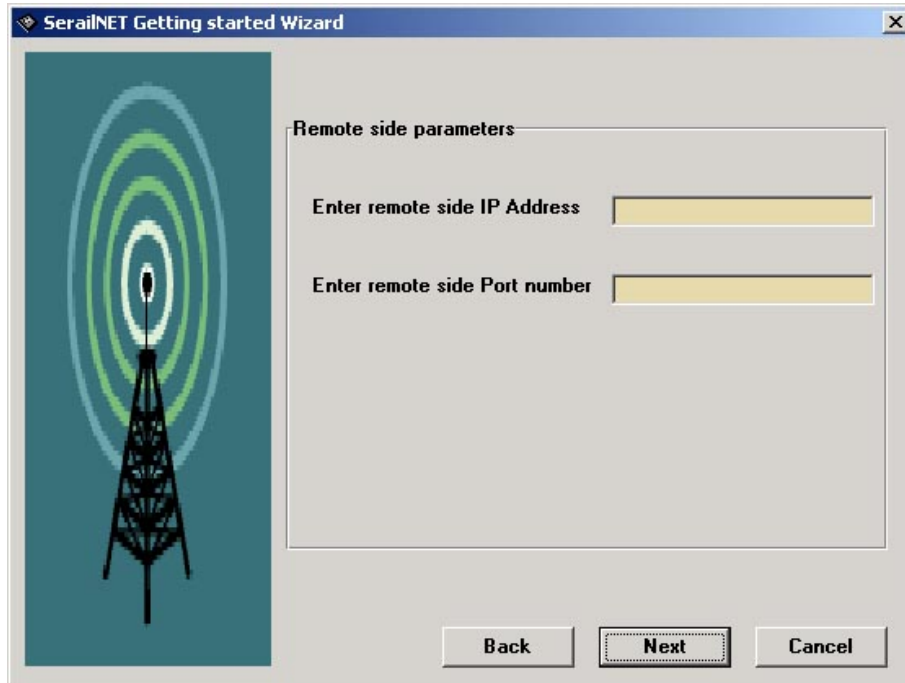 SerailNET Getting started Wizard
Remote side parameters
Enter remote side IP Address
Enter remote side Port number
Back Next Cancel